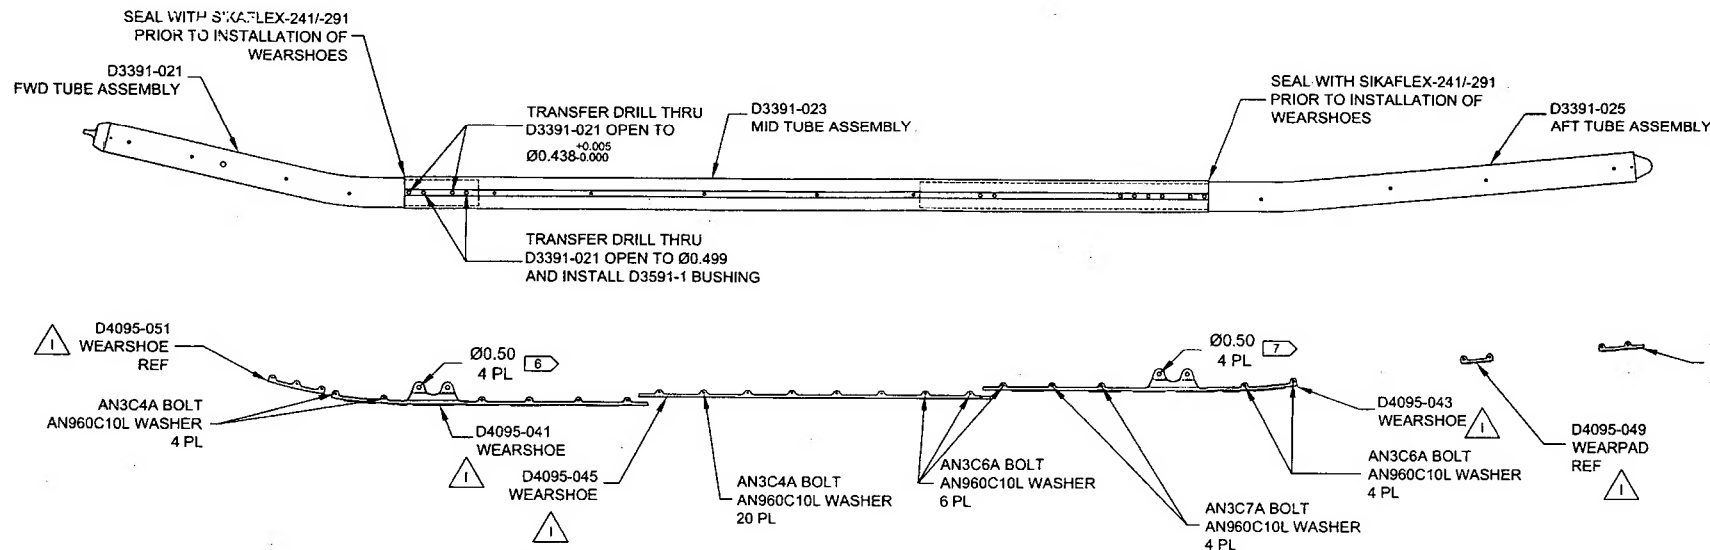 SEAL WITH SIKAFLEX-241/-291
PRIOR TO INSTALLATION OF
WEARSHOES
D3391-021
FWD TUBE ASSEMBLY
TRANSFER DRILL THRU
D3391-021 OPEN TO
Ø0.438 +0.005 -0.000
D3391-023
MID TUBE ASSEMBLY
SEAL WITH SIKAFLEX-241/-291
PRIOR TO INSTALLATION OF
WEARSHOES
D3391-025
AFT TUBE ASSEMBLY
TRANSFER DRILL THRU
D3391-021 OPEN TO Ø0.499
AND INSTALL D3591-1 BUSHING
1
D4095-051
WEARSHOE
REF
Ø0.50
4 PL
6
Ø0.50
4 PL
7
AN3C4A BOLT
AN960C10L WASHER
4 PL
D4095-041
WEARSHOE
1
D4095-045
WEARSHOE
1
AN3C4A BOLT
AN960C10L WASHER
20 PL
AN3C6A BOLT
AN960C10L WASHER
6 PL
AN3C7A BOLT
AN960C10L WASHER
4 PL
AN3C6A BOLT
AN960C10L WASHER
4 PL
D4095-043
WEARSHOE
1
D4095-049
WEARPAD
REF
1